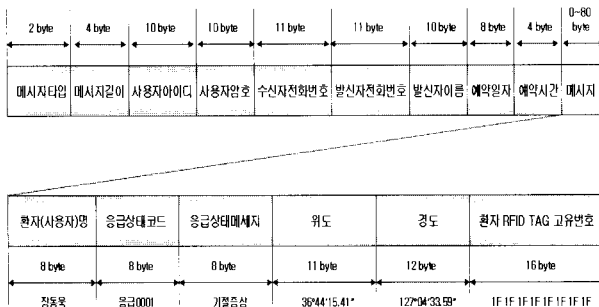 0~80
2 byte 4 byte 10 byte 10 byte 11 byte 11 byte 10 byte 8 byte 4 byte byte
메시지타입 메시지길이 사용자아이디 사용자암호 수신자전화번호 발신자전화번호 발신자이름 예약일자 예약시간 메시지
환자(사용자)명 응급상태코드 응급상태메세지 위도 경도 환자 RFID TAG 고유번호
8 byte 8 byte 8 byte 11 byte 12 byte 16 byte
응급0001 기절증상 36°44'15.41" 127°04'33.59" 1F 1F 1F 1F 1F 1F 1F 1F